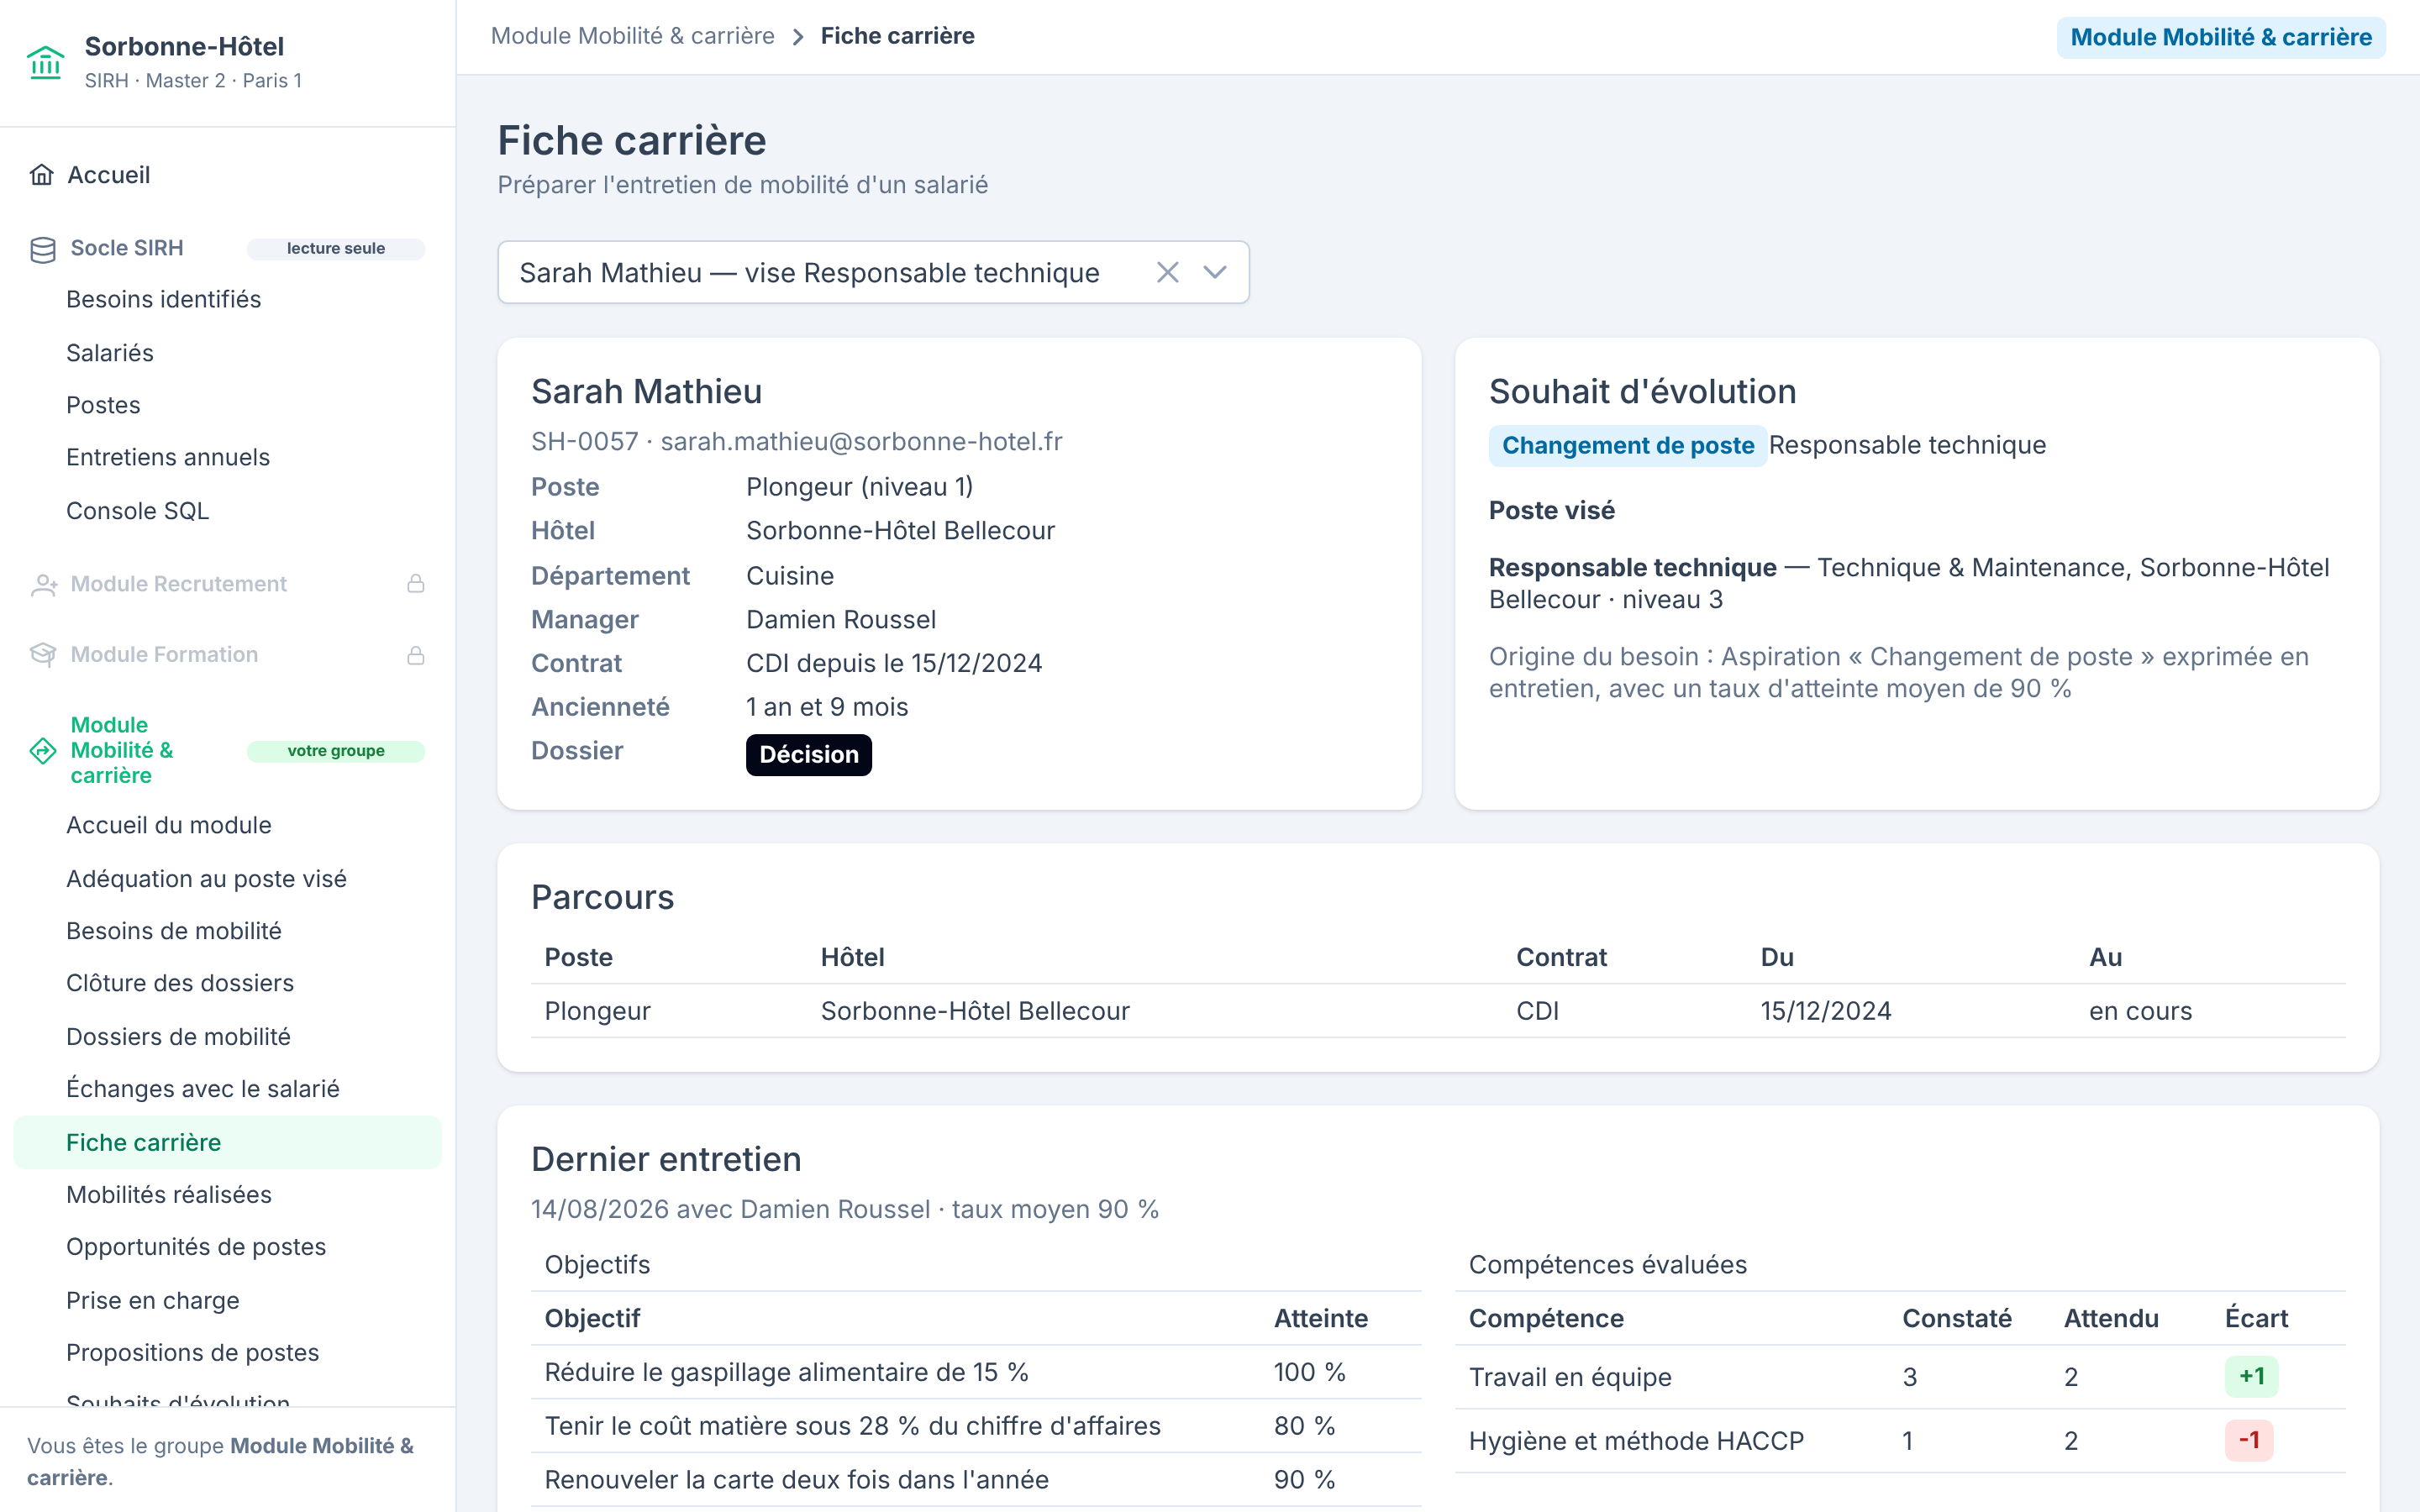 Sorbonne-Hôtel
SIRH · Master 2 · Paris 1
Accueil
Socle SIRH
lecture seule
Besoins identifiés
Salariés
Postes
Entretiens annuels
Console SQL
Module Recrutement
Module Formation
Module
Mobilité &
carrière
votre groupe
Accueil du module
Adéquation au poste visé
Besoins de mobilité
Clôture des dossiers
Dossiers de mobilité
Échanges avec le salarié
Fiche carrière
Mobilités réalisées
Opportunités de postes
Prise en charge
Propositions de postes
Souhaits d'évolution
Vous êtes le groupe Module Mobilité &
carrière.
Module Mobilité & carrière
Fiche carrière
Module Mobilité & carrière
Fiche carrière
Préparer l'entretien de mobilité d'un salarié
Sarah Mathieu — vise Responsable technique
Sarah Mathieu
SH-0057 · sarah.mathieu@sorbonne-hotel.fr
Poste Plongeur (niveau 1)
Hôtel Sorbonne-Hôtel Bellecour
Département Cuisine
Manager Damien Roussel
Contrat CDI depuis le 15/12/2024
Ancienneté 1 an et 9 mois
Dossier Décision
Souhait d'évolution
Changement de poste Responsable technique
Poste visé
Responsable technique — Technique & Maintenance, Sorbonne-Hôtel
Bellecour · niveau 3
Origine du besoin : Aspiration « Changement de poste » exprimée en
entretien, avec un taux d'atteinte moyen de 90 %
Parcours
Poste Hôtel Contrat Du Au
Plongeur Sorbonne-Hôtel Bellecour CDI 15/12/2024 en cours
Dernier entretien
14/08/2026 avec Damien Roussel · taux moyen 90 %
Objectifs
Objectif Atteinte
Réduire le gaspillage alimentaire de 15 % 100 %
Tenir le coût matière sous 28 % du chiffre d'affaires 80 %
Renouveler la carte deux fois dans l'année 90 %
Compétences évaluées
Compétence Constaté Attendu Écart
Travail en équipe 3 2 +1
Hygiène et méthode HACCP 1 2 -1